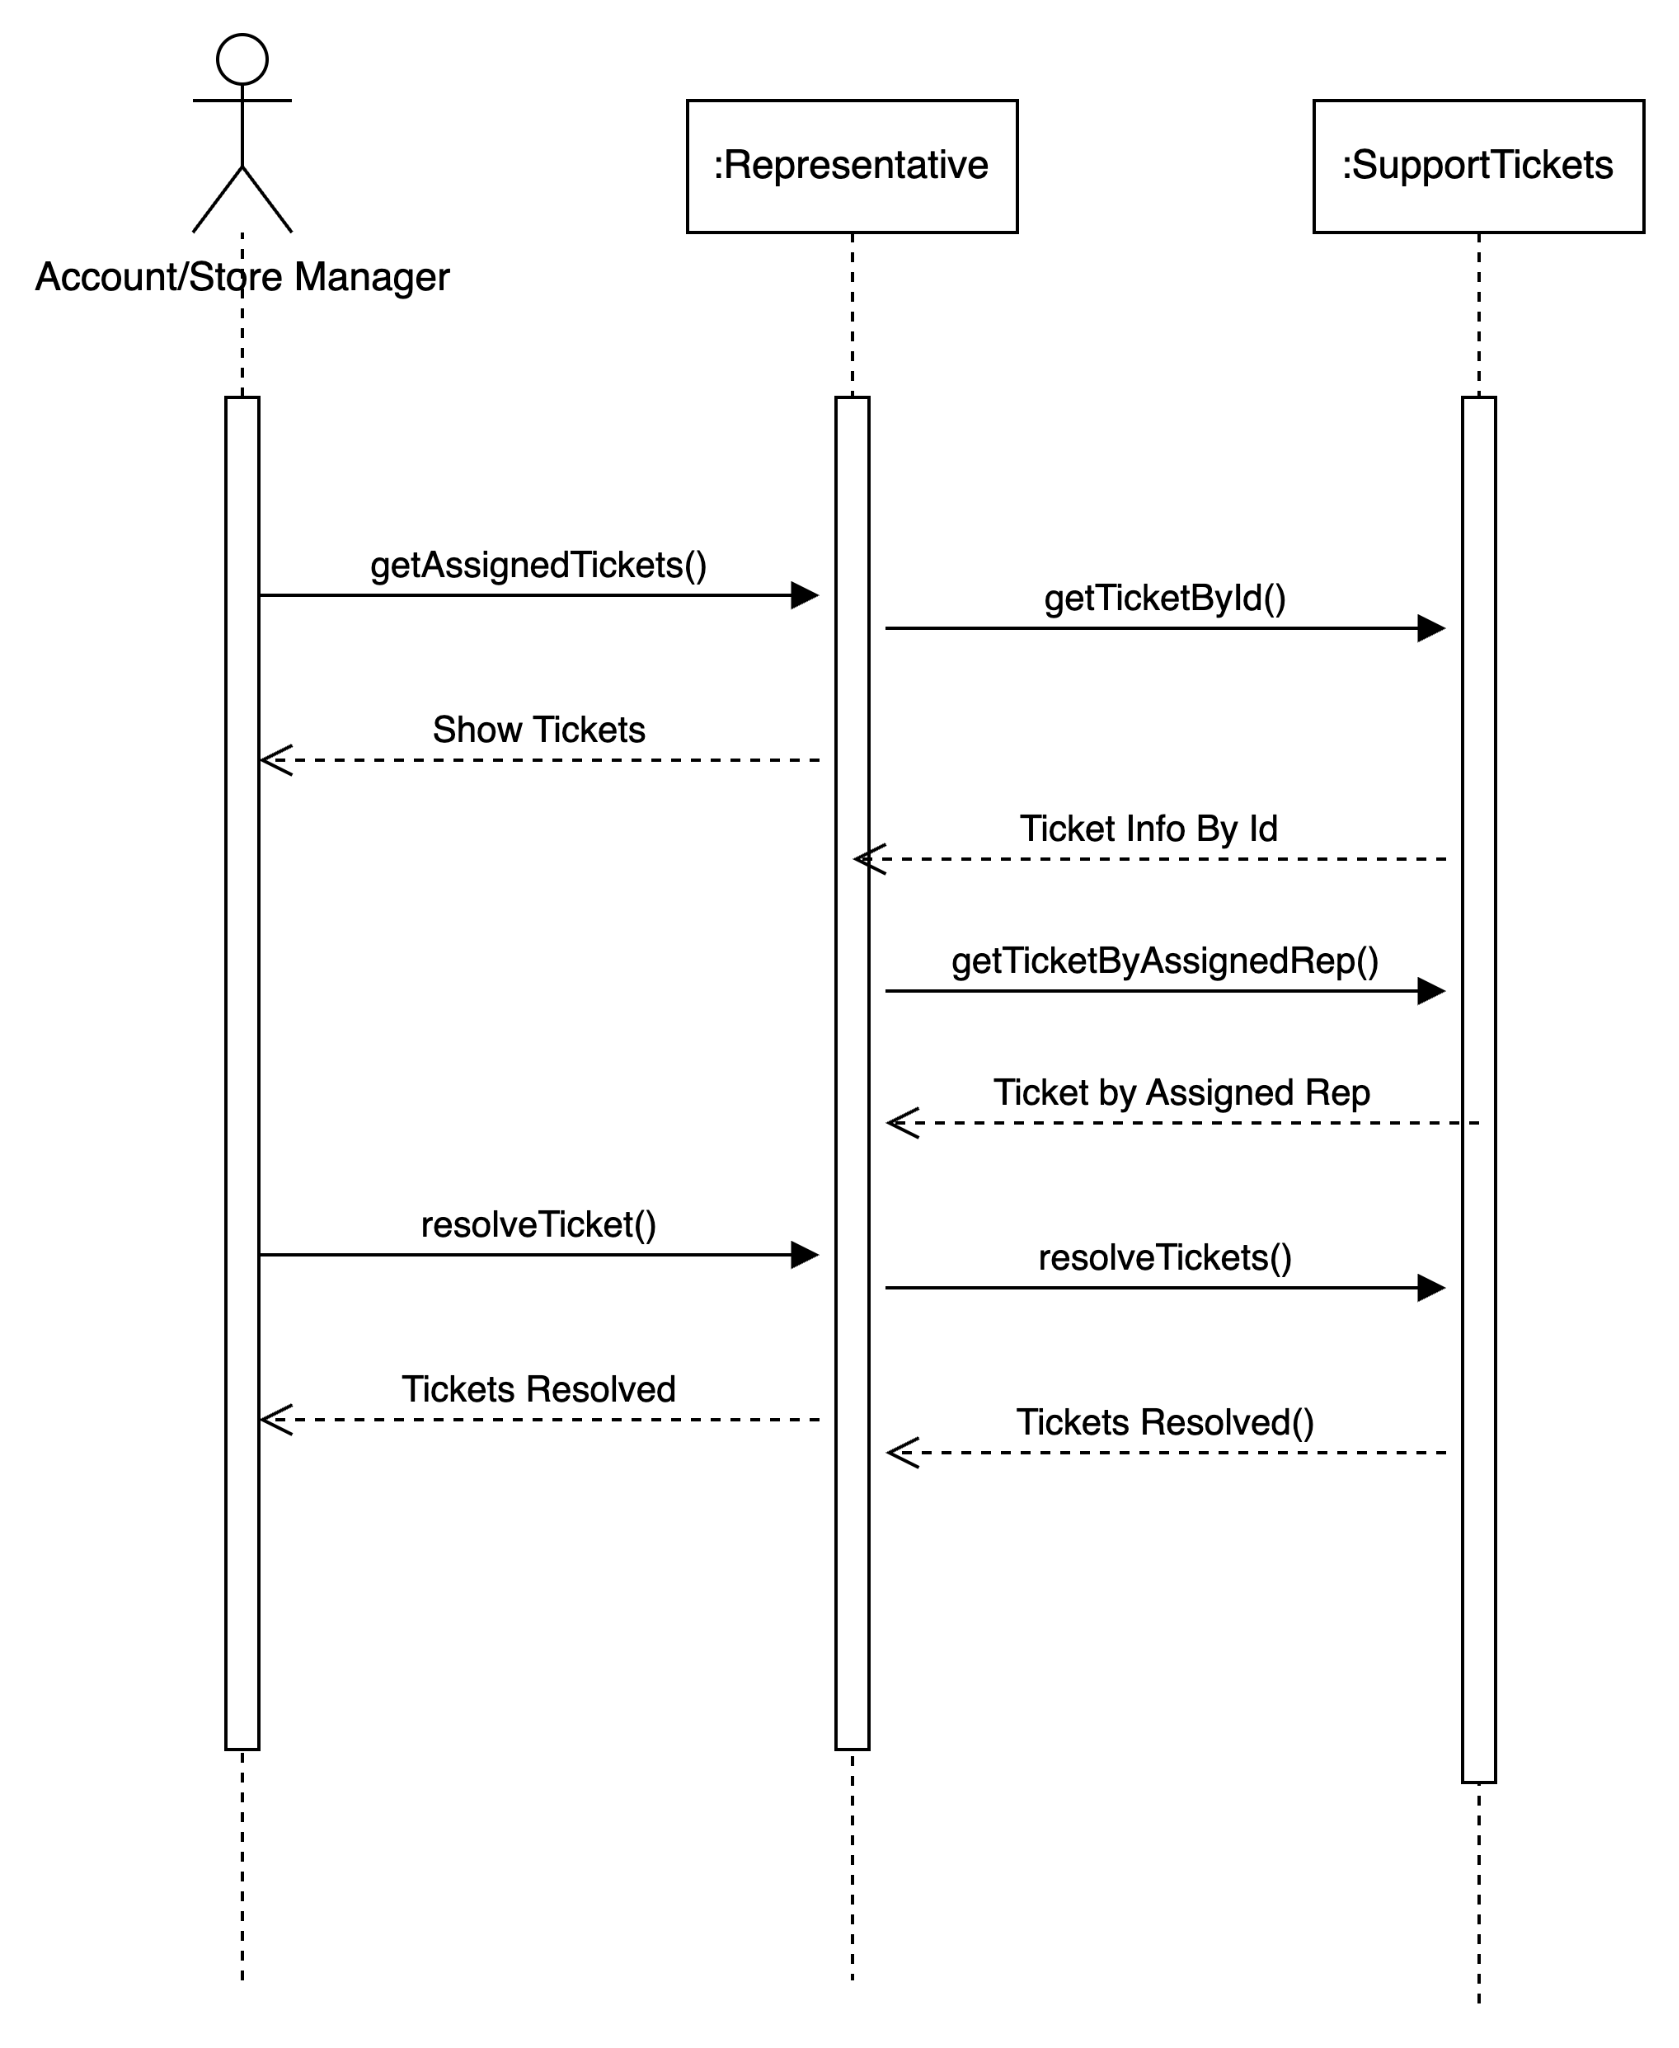 :Representative
:SupportTickets
Account/Store Manager
getAssignedTickets()
getTicketById()
Show Tickets
Ticket Info By Id
getTicketByAssignedRep()
Ticket by Assigned Rep
resolveTicket()
resolveTickets()
Tickets Resolved
Tickets Resolved()